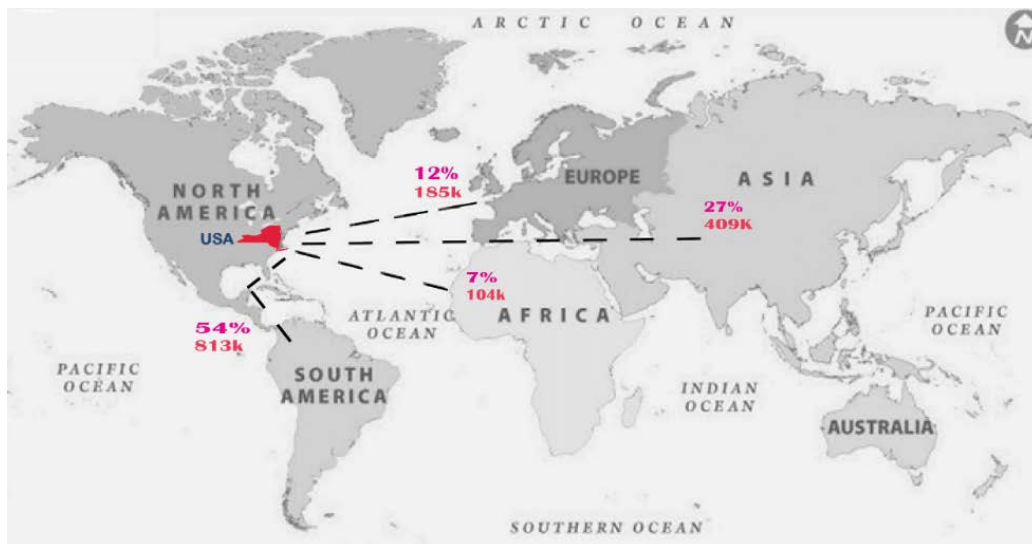 ARCTIC OCEAN
N
12%
185k
EUROPE
ASIA
NORTH
AMERICA
27%
409K
USA
7%
104k
AFRICA
ATLANTIC
OCEAN
54%
813k
PACIFIC
OCEAN
PACIFIC
OCEAN
SOUTH
AMERICA
INDIAN
OCEAN
AUSTRALIA
SOUTHERN OCEAN